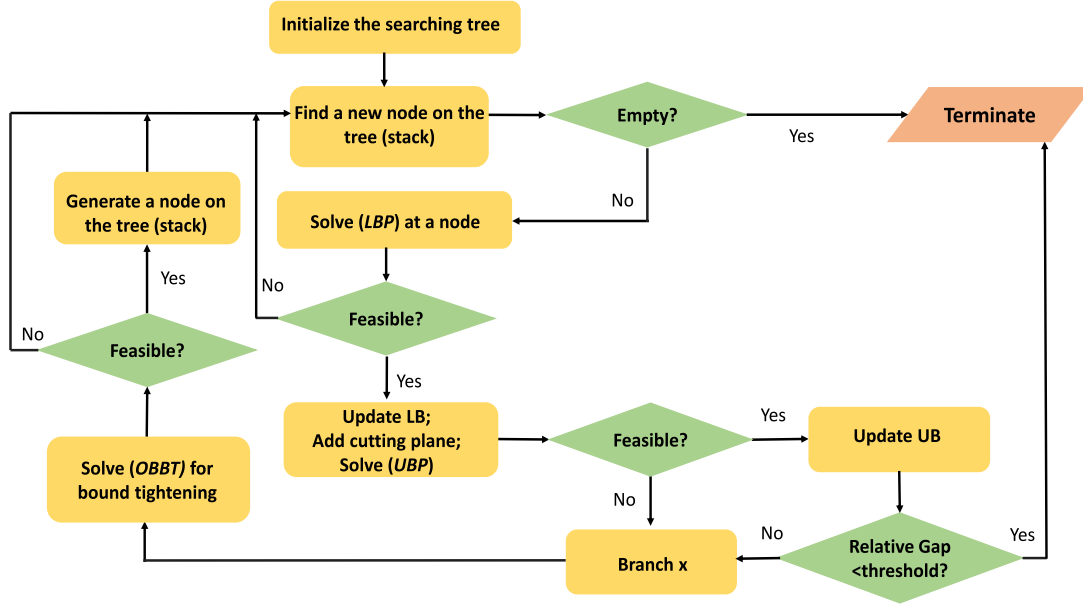 Initialize the searching tree
Find a new node on the
tree (stack)
Empty?
Yes
Terminate
No
Generate a node on
the tree (stack)
Solve (LBP) at a node
Yes
No
Feasible?
No
Feasible?
Yes
Update LB;
Add cutting plane;
Solve (UBP)
Feasible?
Yes
Update UB
No
Solve (OBBT) for
bound tightening
Branch x
No
Relative Gap
<threshold?
Yes